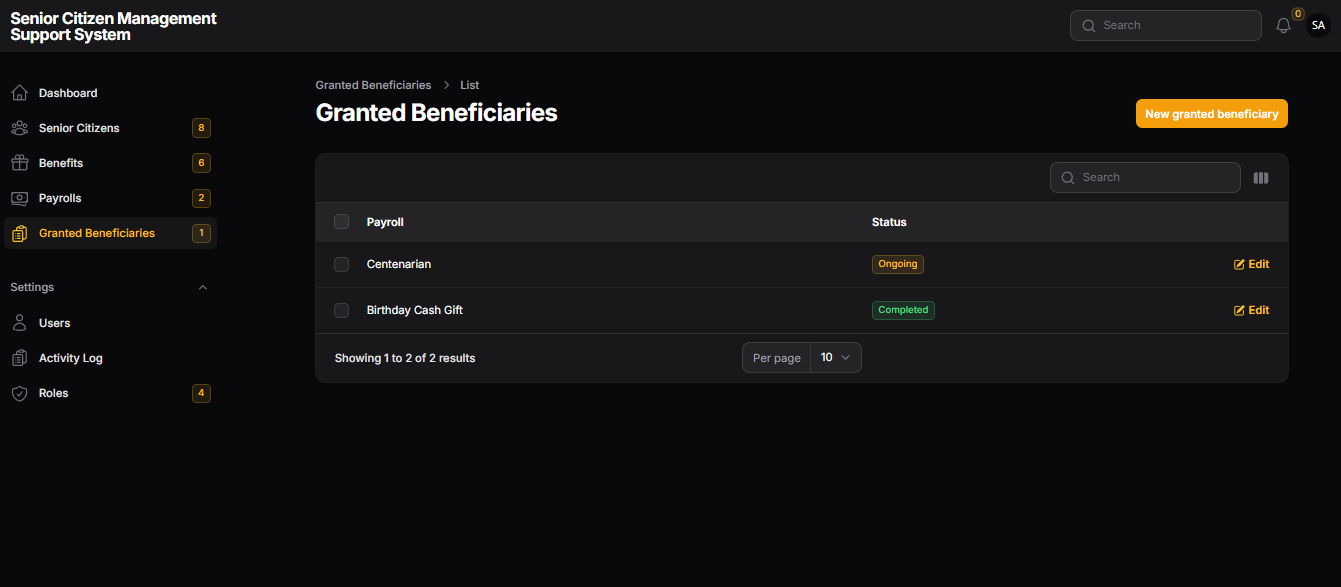 Senior Citizen Management
Support System
Search
0
SA
Dashboard
Senior Citizens 8
Benefits 6
Payrolls 2
Granted Beneficiaries 1
Settings
Users
Activity Log
Roles 4
Granted Beneficiaries > List
Granted Beneficiaries
New granted beneficiary
Search
Payroll Status
Centenarian Ongoing Edit
Birthday Cash Gift Completed Edit
Showing 1 to 2 of 2 results Per page 10